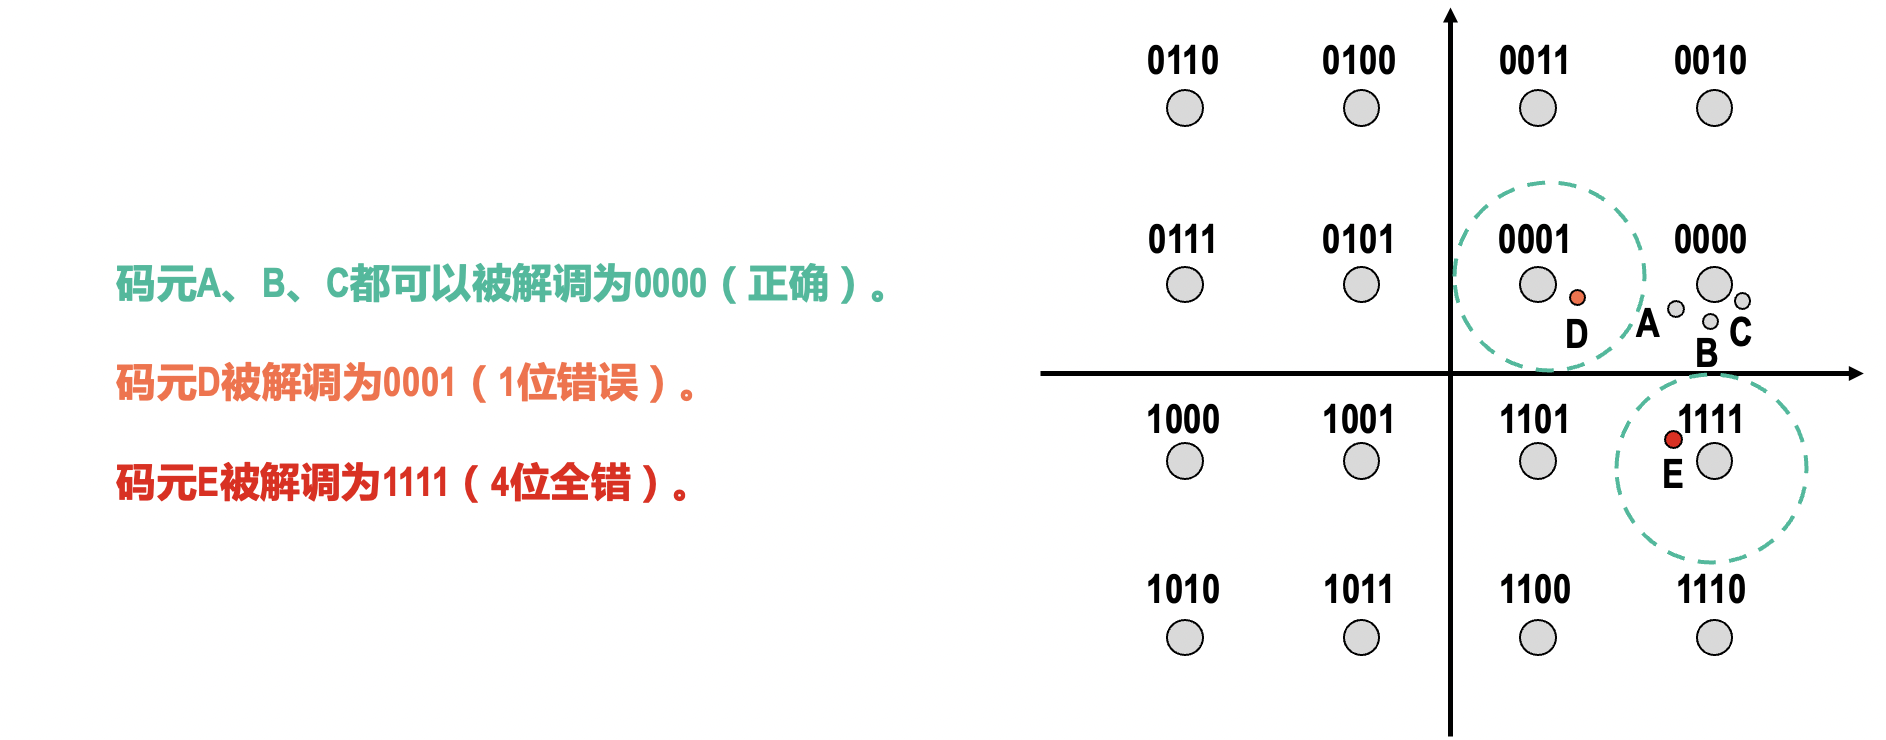 0110 0100 0011 0010
0111 0101 0001 0000
码元A、B、C都可以被解调为0000（正确）。
D A B C
码元D被解调为0001（1位错误）。
1000 1001 1101 1111
E
码元E被解调为1111（4位全错）。
1010 1011 1100 1110